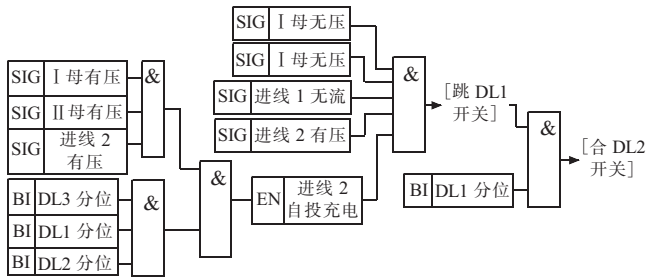 SIG Ⅰ母有压
SIG Ⅱ母有压
SIG 进线 2
有压
&
BI DL3 分位
BI DL1 分位
BI DL2 分位
&
&
SIG Ⅰ母无压
SIG Ⅰ母无压
SIG 进线 1 无流
SIG 进线 2 有压
EN 进线 2
自投充电
&
[跳 DL1
开关]
BI DL1 分位
&
[合 DL2
开关]